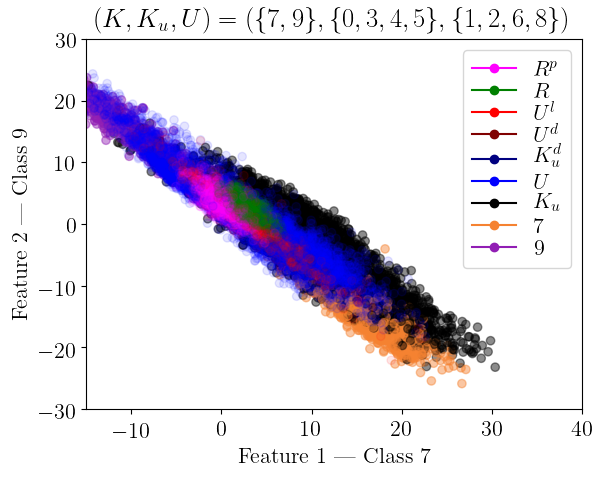 (K, K_u, U) = ({7, 9}, {0, 3, 4, 5}, {1, 2, 6, 8})
30
20
10
0
−10
−20
−30
Feature 2 — Class 9
R^p
R
U^l
U^d
K_u^d
U
K_u
7
9
−10
0
10
20
30
40
Feature 1 — Class 7